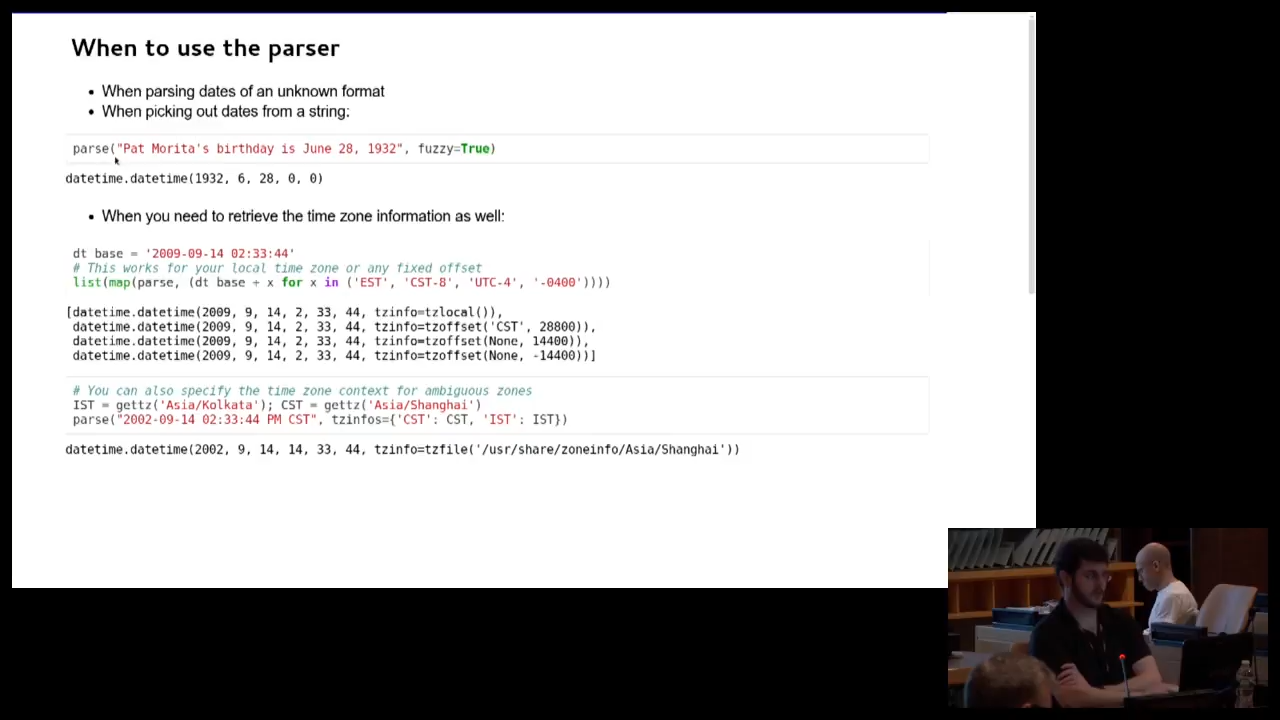 When to use the parser
• When parsing dates of an unknown format
• When picking out dates from a string:
parse("Pat Morita's birthday is June 28, 1932", fuzzy=True)
datetime.datetime(1932, 6, 28, 0, 0)
• When you need to retrieve the time zone information as well:
dt base = '2009-09-14 02:33:44'
# This works for your local time zone or any fixed offset
list(map(parse, (dt base + x for x in ('EST', 'CST-8', 'UTC-4', '-0400'))))
[datetime.datetime(2009, 9, 14, 2, 33, 44, tzinfo=tzlocal()),
datetime.datetime(2009, 9, 14, 2, 33, 44, tzinfo=tzoffset('CST', 28800)),
datetime.datetime(2009, 9, 14, 2, 33, 44, tzinfo=tzoffset(None, 14400)),
datetime.datetime(2009, 9, 14, 2, 33, 44, tzinfo=tzoffset(None, -14400))]
# You can also specify the time zone context for ambiguous zones
IST = gettz('Asia/Kolkata'); CST = gettz('Asia/Shanghai')
parse("2002-09-14 02:33:44 PM CST", tzinfos={'CST': CST, 'IST': IST})
datetime.datetime(2002, 9, 14, 14, 33, 44, tzinfo=tzfile('/usr/share/zoneinfo/Asia/Shanghai'))